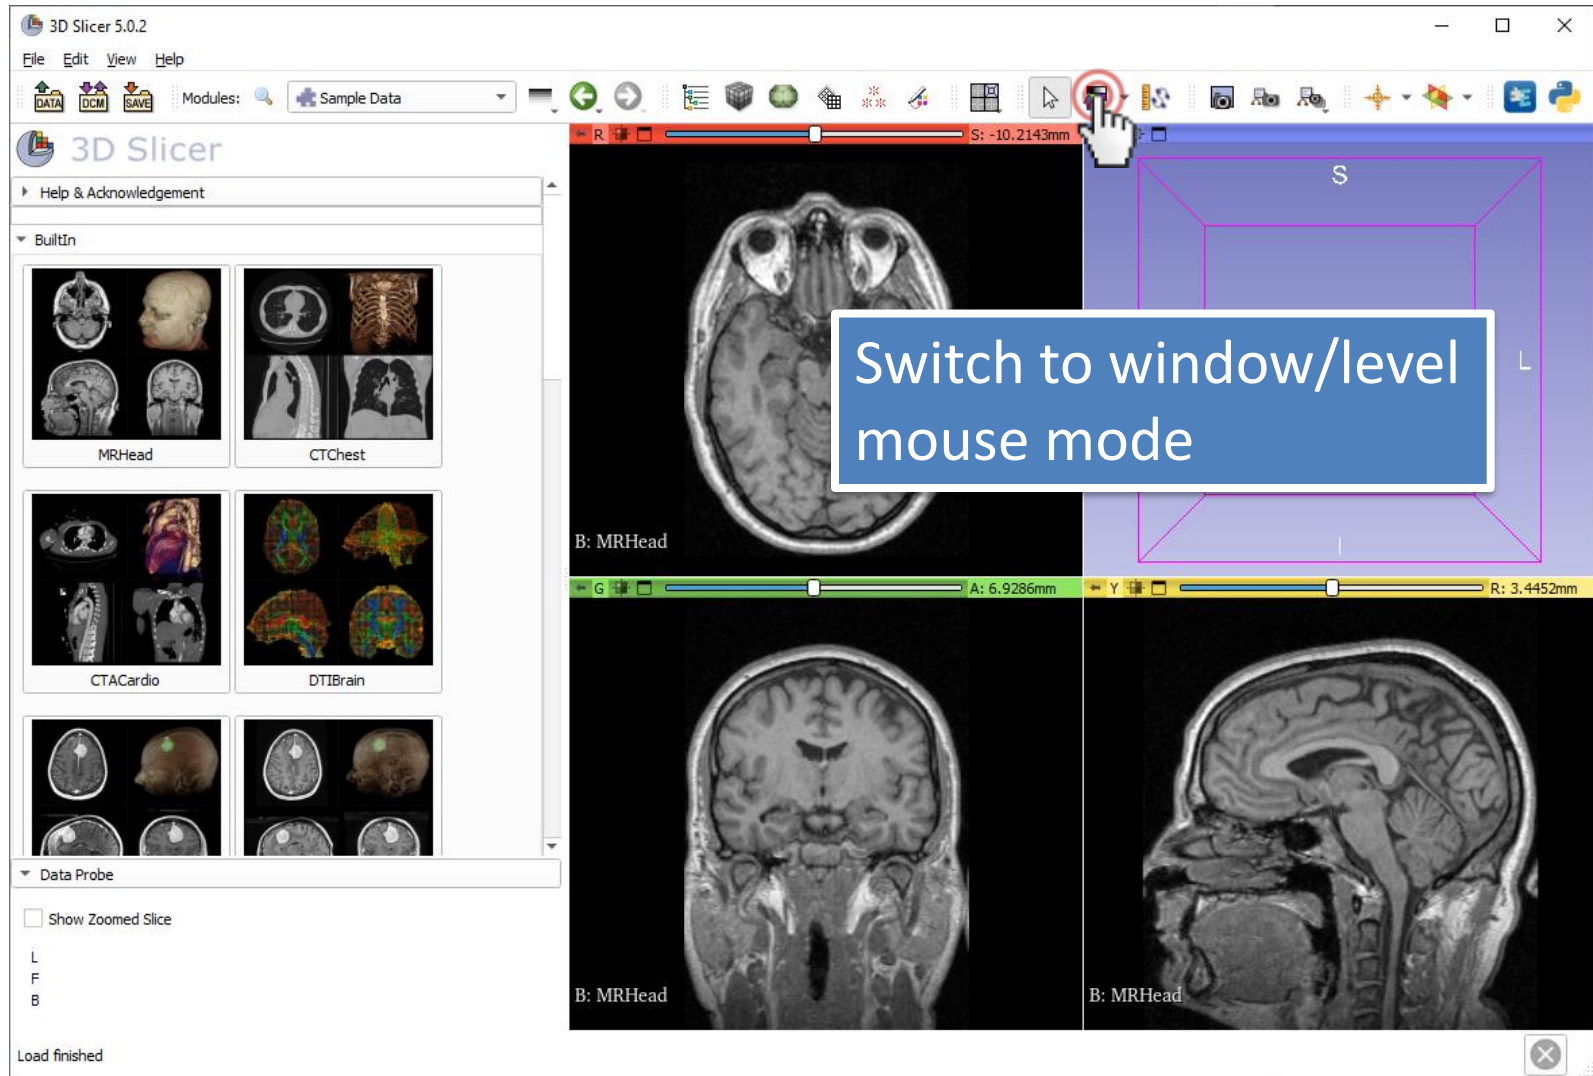 3D Slicer 5.0.2
File Edit View Help
DATA DCM SAVE Modules: Sample Data
3D Slicer
Help & Acknowledgement
BuiltIn
MRHead CTChest
CTACardio DTIBrain
Data Probe
Show Zoomed Slice
L
F
B
Load finished
R S: -10.2143mm
S
L
I
B: MRHead
Switch to window/level
mouse mode
G A: 6.9286mm
B: MRHead
Y R: 3.4452mm
B: MRHead